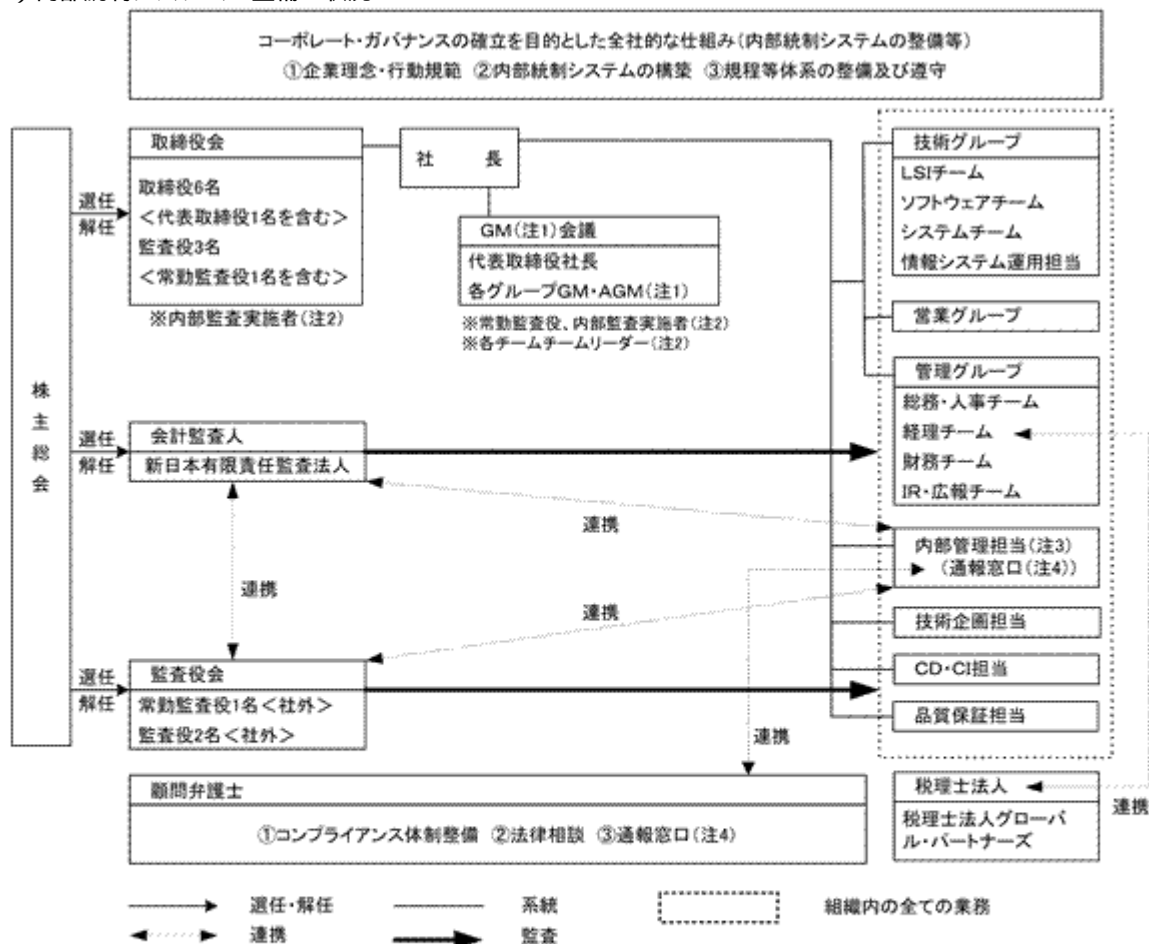 コーポレート・ガバナンスの確立を目的とした全社的な仕組み(内部統制システムの整備等)
①企業理念・行動規範 ②内部統制システムの構築 ③規程等体系の整備及び遵守
株主総会
選任
解任
取締役会
取締役6名
<代表取締役1名を含む>
監査役3名
<常勤監査役1名を含む>
※内部監査実施者(注2)
社 長
GM(注1)会議
代表取締役社長
各グループGM・AGM(注1)
※常勤監査役、内部監査実施者(注2)
※各チームチームリーダー(注2)
技術グループ
LSIチーム
ソフトウェアチーム
システムチーム
情報システム運用担当
営業グループ
管理グループ
総務・人事チーム
経理チーム
財務チーム
IR・広報チーム
選任
解任
会計監査人
新日本有限責任監査法人
連携
連携
連携
内部管理担当(注3)
(通報窓口(注4))
技術企画担当
CD・CI担当
品質保証担当
選任
解任
監査役会
常勤監査役1名<社外>
監査役2名<社外>
連携
顧問弁護士
①コンプライアンス体制整備 ②法律相談 ③通報窓口(注4)
税理士法人
税理士法人グローバ
ル・パートナーズ
連携
選任・解任
系統
組織内の全ての業務
連携
監査